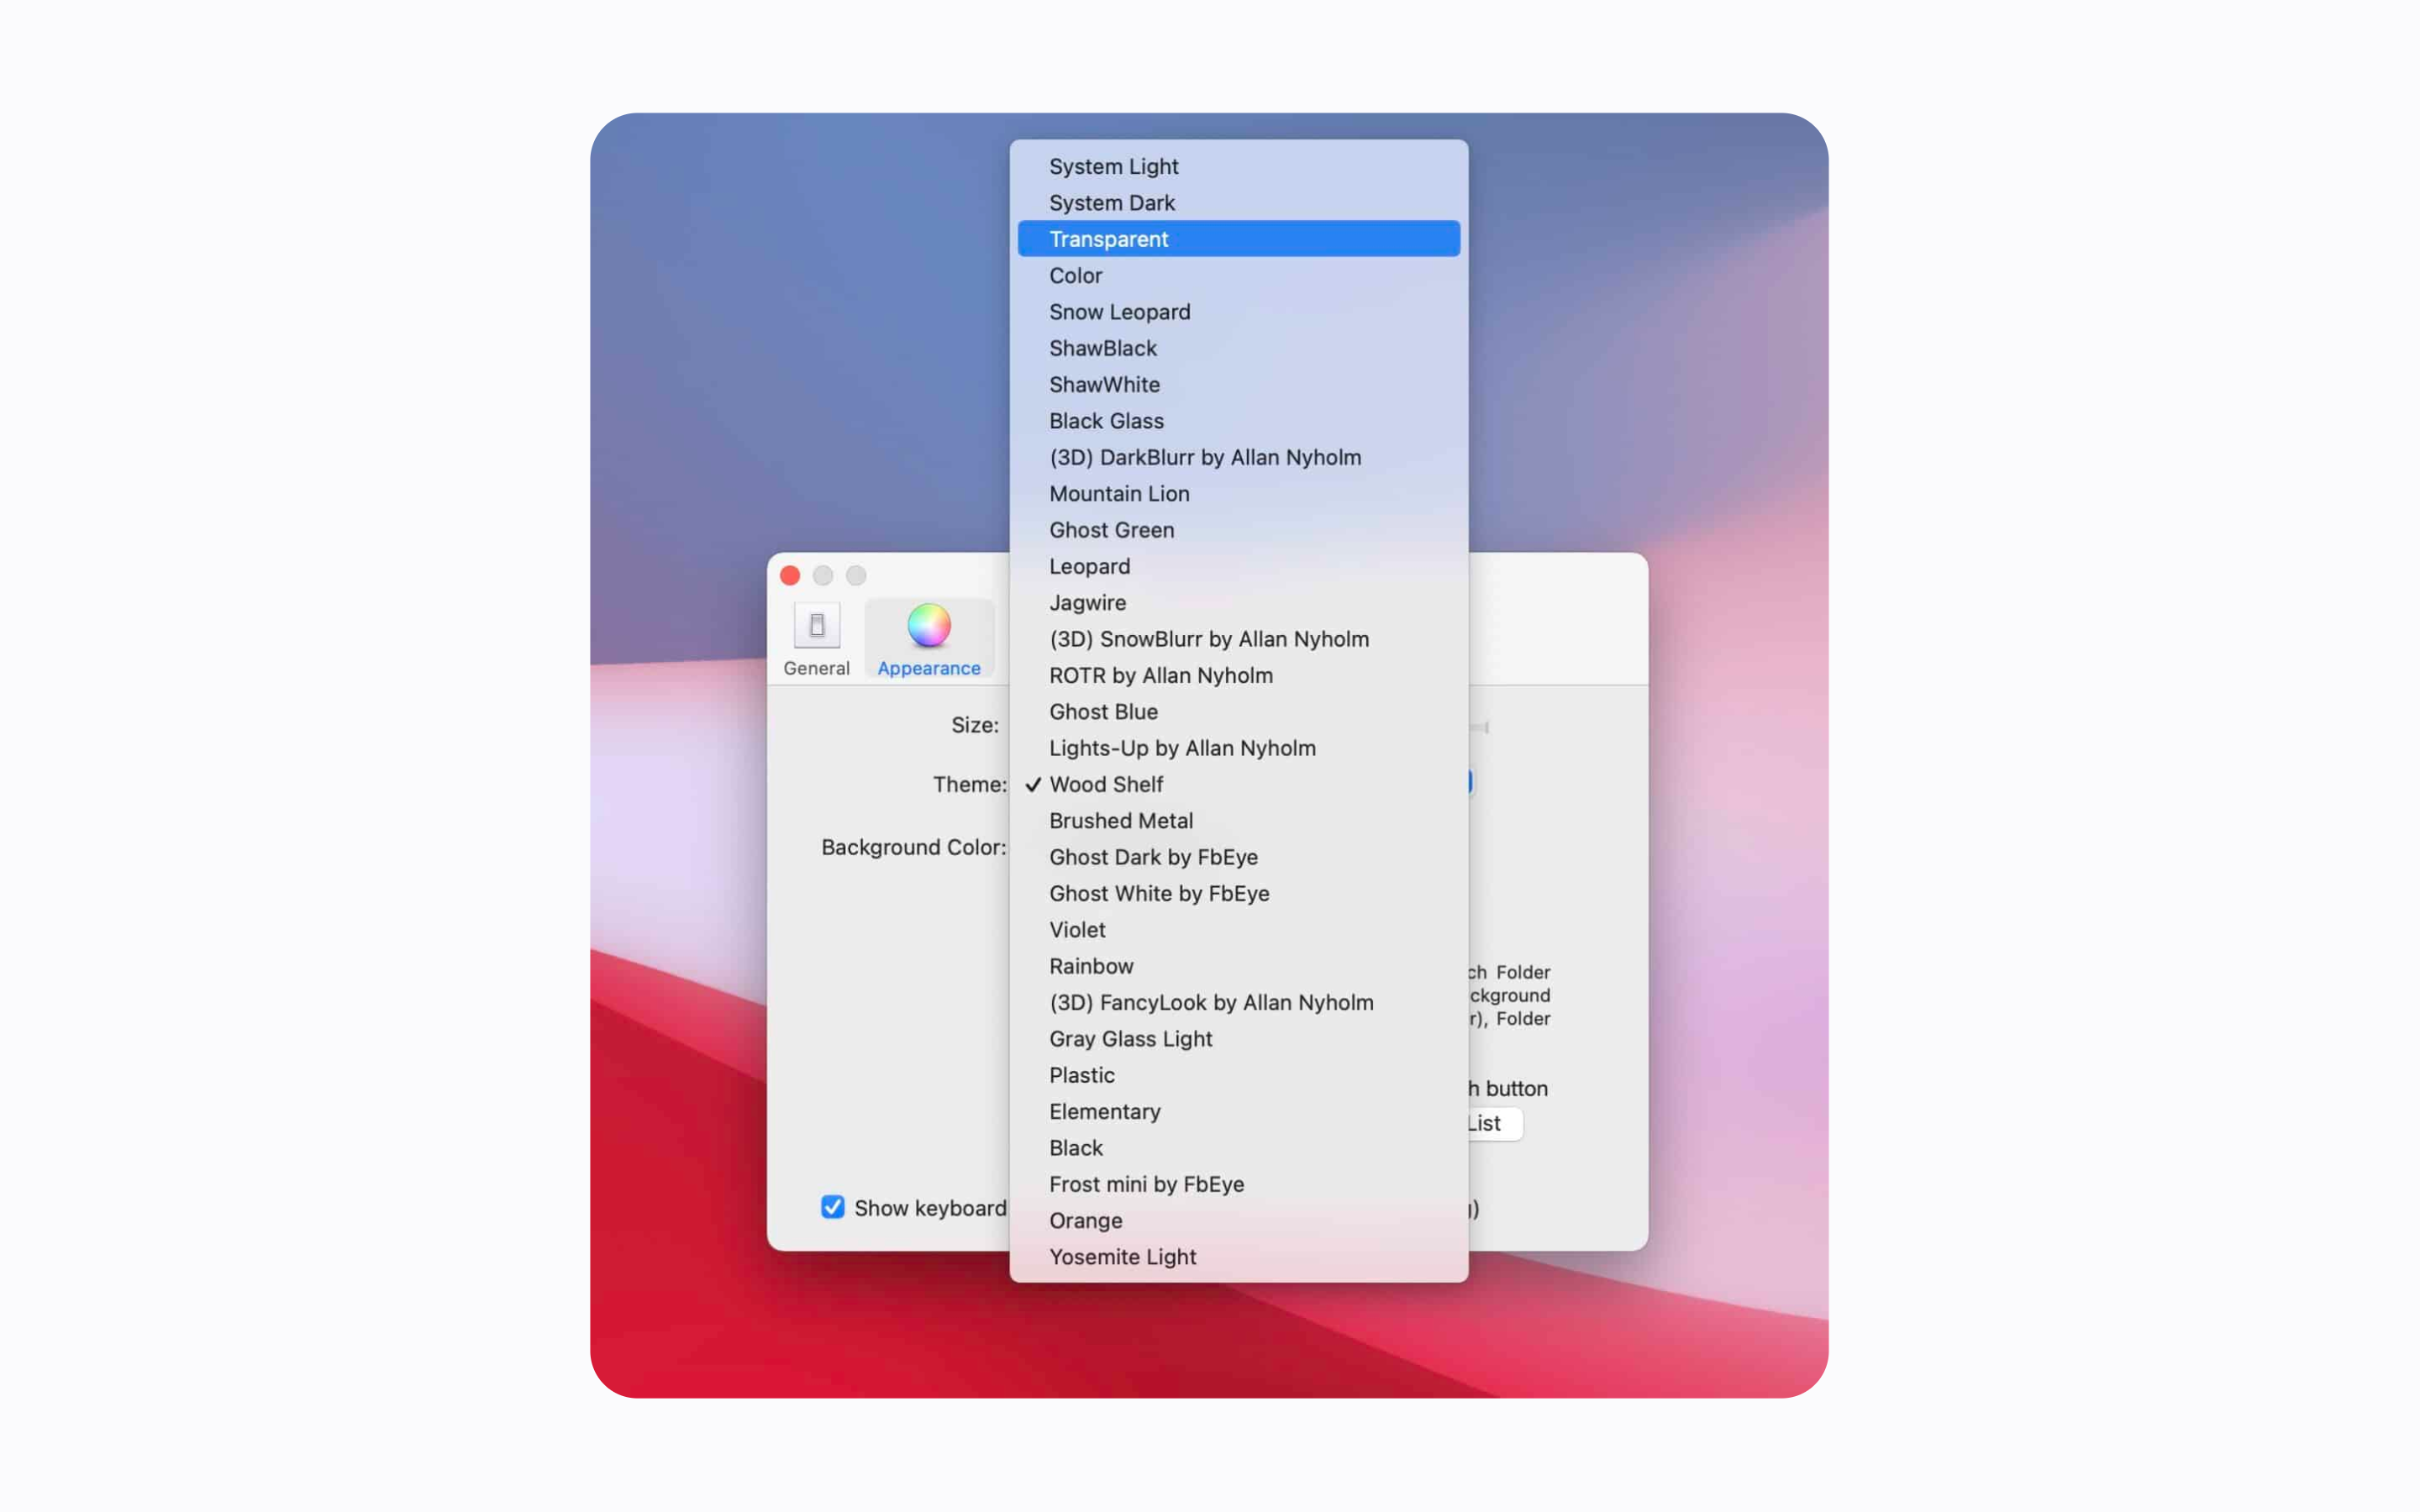 System Light
System Dark
Transparent
Color
Snow Leopard
ShawBlack
ShawWhite
Black Glass
(3D) DarkBlurr by Allan Nyholm
Mountain Lion
Ghost Green
Leopard
Jagwire
(3D) SnowBlurr by Allan Nyholm
ROTR by Allan Nyholm
Ghost Blue
Lights-Up by Allan Nyholm
✓ Wood Shelf
Brushed Metal
Ghost Dark by FbEye
Ghost White by FbEye
Violet
Rainbow
(3D) FancyLook by Allan Nyholm
Gray Glass Light
Plastic
Elementary
Black
Frost mini by FbEye
Orange
Yosemite Light
General
Appearance
Size:
Theme:
Background Color:
ch Folder
ckground
r), Folder
h button
List
Show keyboard